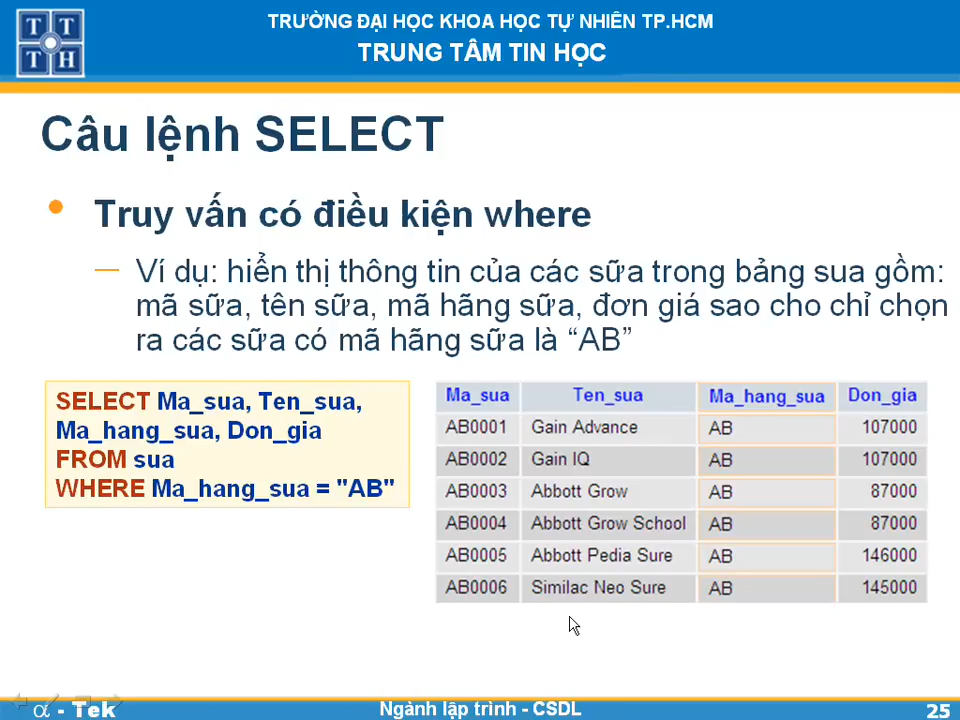 T T
T H
TRƯỜNG ĐẠI HỌC KHOA HỌC TỰ NHIÊN TP.HCM
TRUNG TÂM TIN HỌC
Câu lệnh SELECT
• Truy vấn có điều kiện where
— Ví dụ: hiển thị thông tin của các sữa trong bảng sua gồm:
mã sữa, tên sữa, mã hãng sữa, đơn giá sao cho chỉ chọn
ra các sữa có mã hãng sữa là “AB”
SELECT Ma_sua, Ten_sua,
Ma_hang_sua, Don_gia
FROM sua
WHERE Ma_hang_sua = "AB"
Ma_sua Ten_sua Ma_hang_sua Don_gia
AB0001 Gain Advance AB 107000
AB0002 Gain IQ AB 107000
AB0003 Abbott Grow AB 87000
AB0004 Abbott Grow School AB 87000
AB0005 Abbott Pedia Sure AB 146000
AB0006 Similac Neo Sure AB 145000
α - Tek Ngành lập trình - CSDL 25